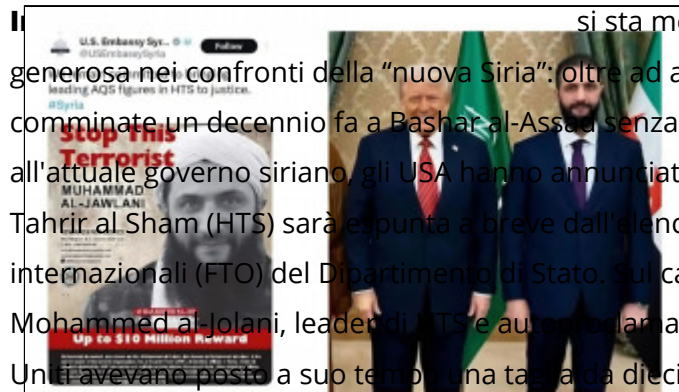 si sta m
generosa nei confronti della “nuova Siria”: oltre ad a
comminate un decennio fa a Bashar al-Assad senza
all'attuale governo siriano, gli USA hanno annunciat
Tahrir al Sham (HTS) sarà espunta a breve dall'elenc
internazionali (FTO) del Dipartimento di Stato. Sul ca
Mohammed al-Jolani, leader di HTS e autoproclama
Uniti avevano posto a suo tempo una taglia da dieci
U.S. Embassy Syr...
@USEmbassySyria
Follow
leading AQS figures in HTS to justice.
#Syria
Stop This
Terrorist
MUHAMMAD
AL-JAWLANI
Up to $10 Million Reward